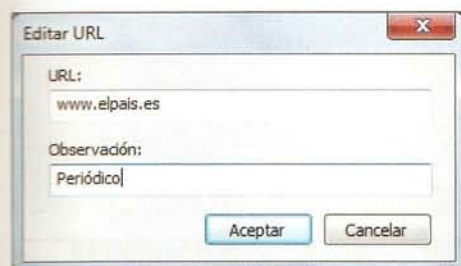 Editar URL
URL:
www.elpais.es
Observación:
Periódico
Aceptar Cancelar